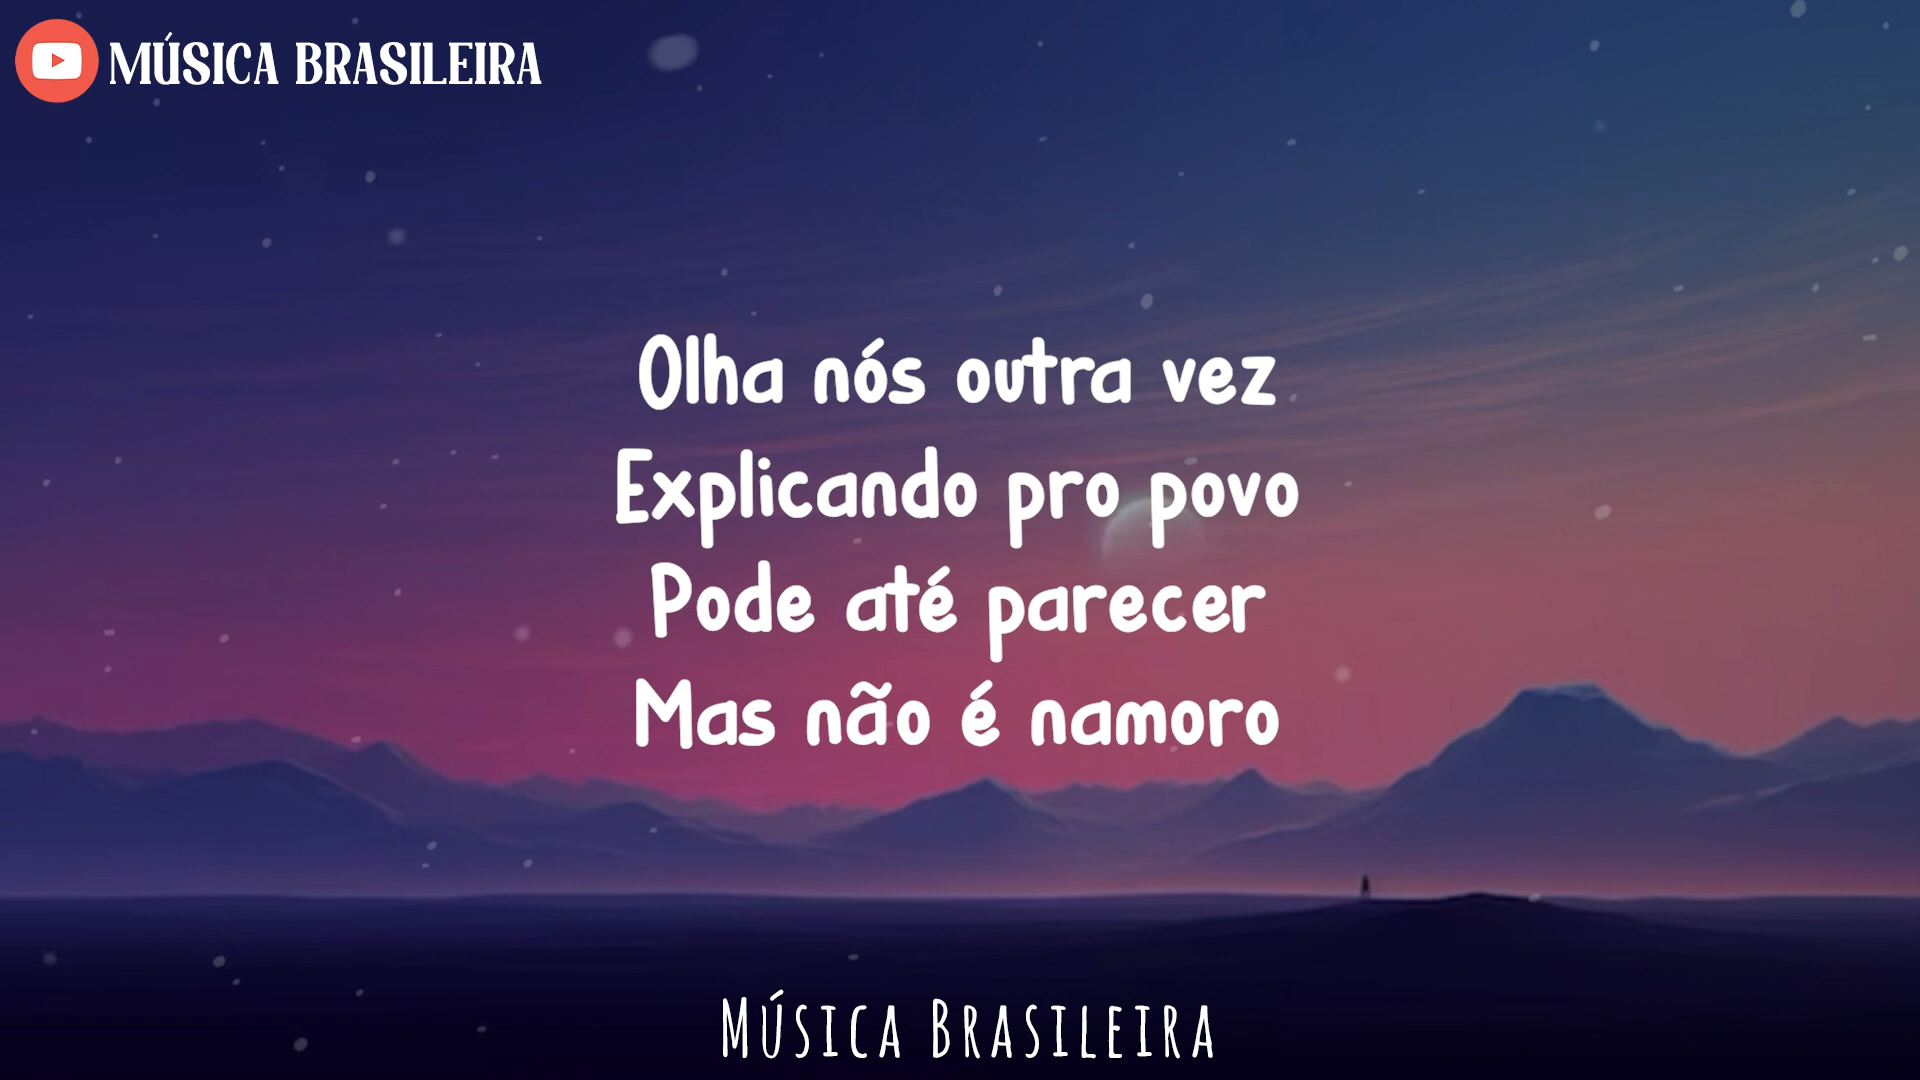 MÚSICA BRASILEIRA
Olha nós outra vez
Explicando pro povo
Pode até parecer
Mas não é namoro
MÚSICA BRASILEIRA